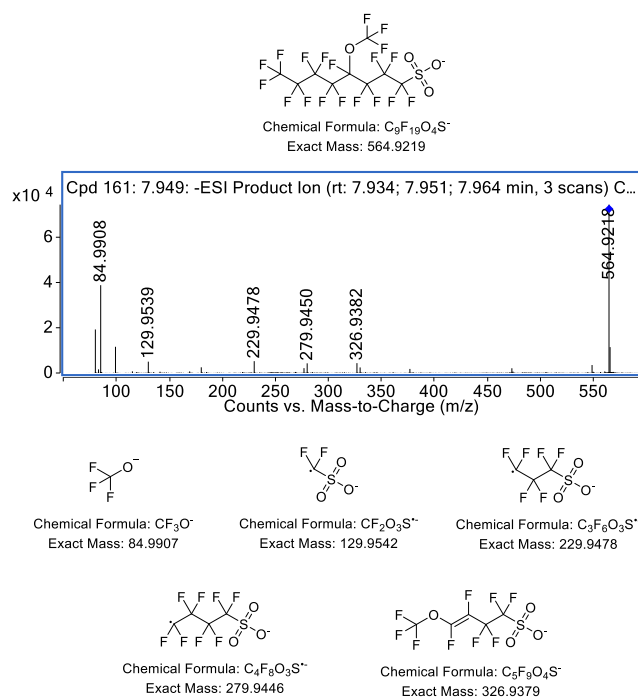 F
F
O
F
F
F
F
F
F
F
F
F
O
O-
S
O
F
F
F
F
F
F
F
F
F
F
Chemical Formula: C9F19O4S-
Exact Mass: 564.9219
x10 4
Cpd 161: 7.949: -ESI Product Ion (rt: 7.934; 7.951; 7.964 min, 3 scans) C...
6
4
2
0
84.9908
129.9539
229.9478
279.9450
326.9382
564.9218
100 150 200 250 300 350 400 450 500 550
Counts vs. Mass-to-Charge (m/z)
F O-
F
F
Chemical Formula: CF3O-
Exact Mass: 84.9907
F F
O
S
O O-
Chemical Formula: CF2O3S•-
Exact Mass: 129.9542
F F F F
O
S
F F O O-
Chemical Formula: C3F6O3S•
Exact Mass: 229.9478
F F F F
O
S
F F F F O O-
Chemical Formula: C4F8O3S•-
Exact Mass: 279.9446
F F F F
O
O
S
F F F F F O O-
Chemical Formula: C5F9O4S-
Exact Mass: 326.9379